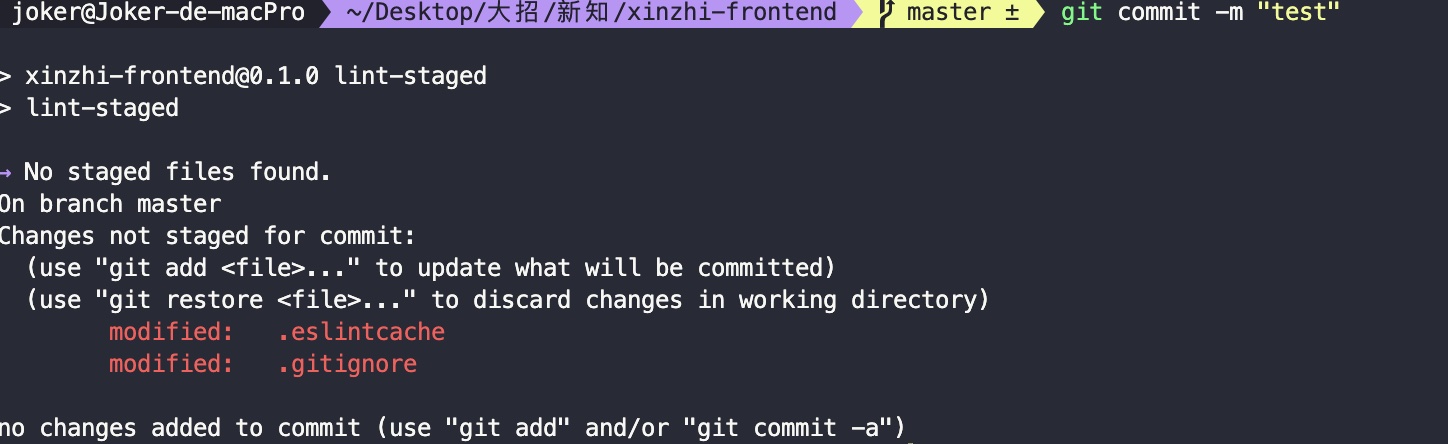 joker@Joker-de-macPro ~/Desktop/大招/新知/xinzhi-frontend master ± git commit -m "test"
> xinzhi-frontend@0.1.0 lint-staged
> lint-staged
→ No staged files found.
On branch master
Changes not staged for commit:
(use "git add <file>..." to update what will be committed)
(use "git restore <file>..." to discard changes in working directory)
modified: .eslintcache
modified: .gitignore
no changes added to commit (use "git add" and/or "git commit -a")